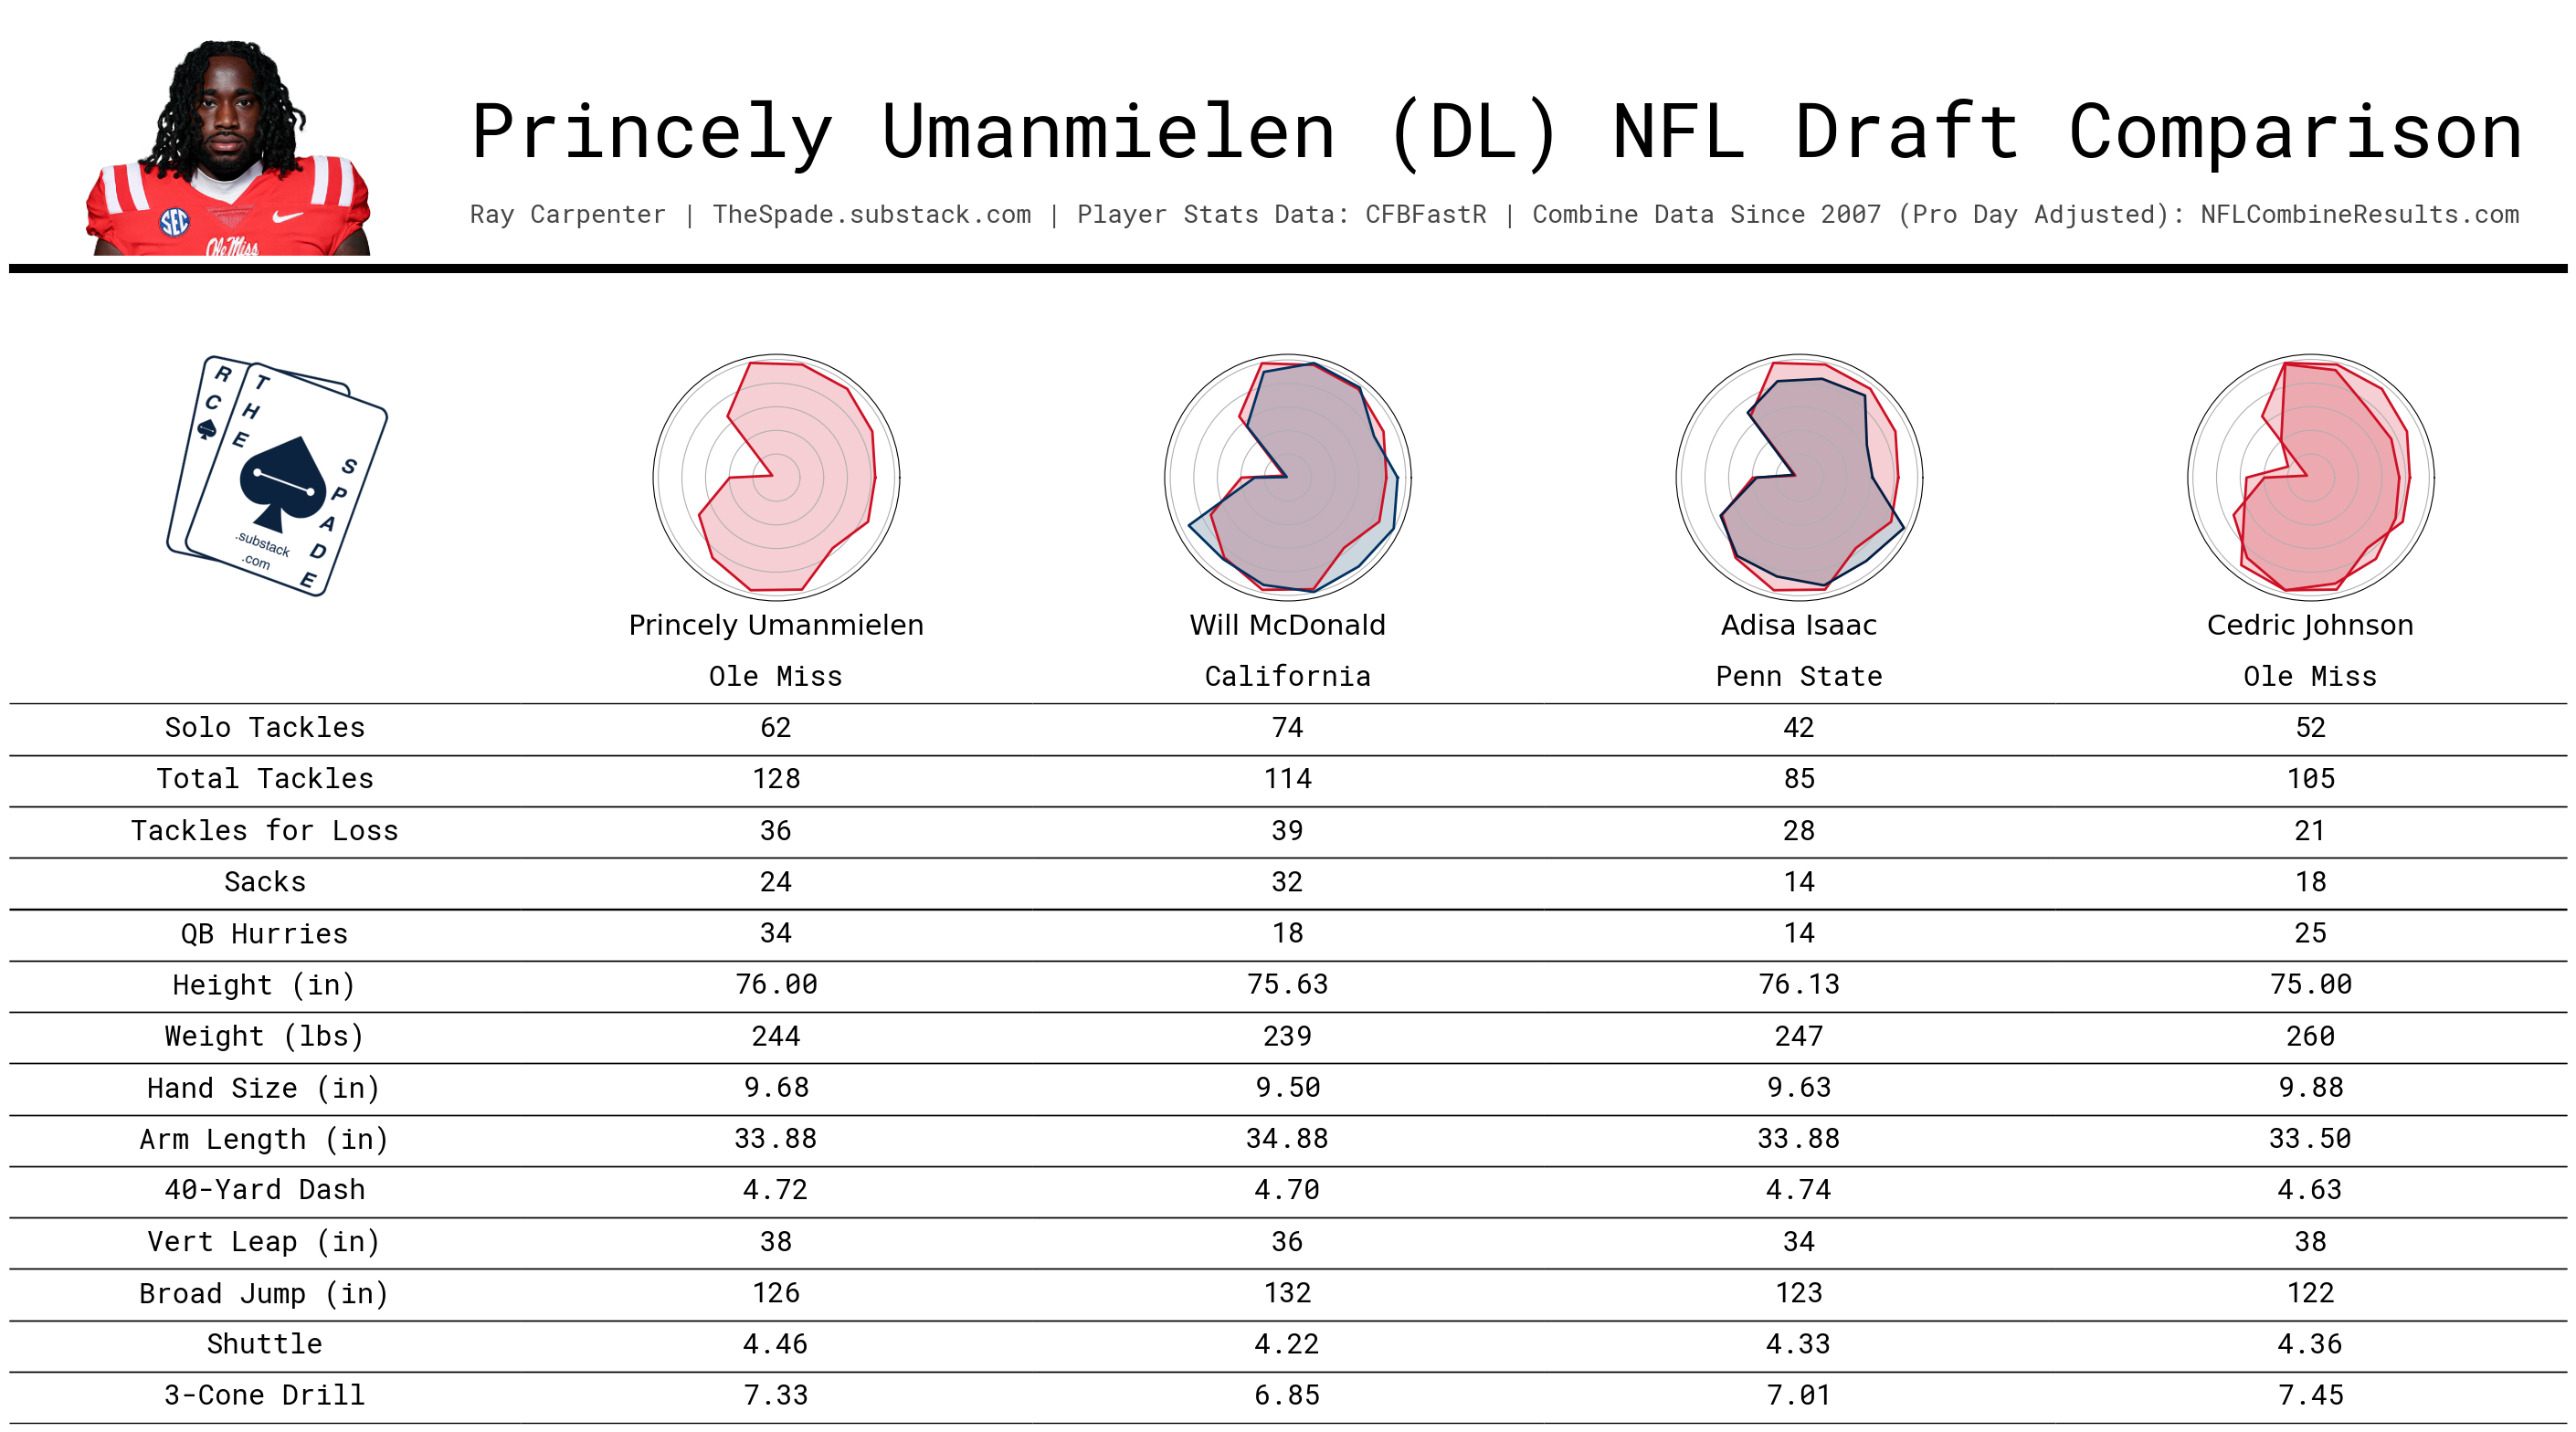 Princely Umanmielen (DL) NFL Draft Comparison
Ray Carpenter | TheSpade.substack.com | Player Stats Data: CFBFastR | Combine Data Since 2007 (Pro Day Adjusted): NFLCombineResults.com
SEC
Ole Miss
RC
THE
SPADE
.substack
.com
Princely Umanmielen Will McDonald Adisa Isaac Cedric Johnson
Ole Miss California Penn State Ole Miss
Solo Tackles 62 74 42 52
Total Tackles 128 114 85 105
Tackles for Loss 36 39 28 21
Sacks 24 32 14 18
QB Hurries 34 18 14 25
Height (in) 76.00 75.63 76.13 75.00
Weight (lbs) 244 239 247 260
Hand Size (in) 9.68 9.50 9.63 9.88
Arm Length (in) 33.88 34.88 33.88 33.50
40-Yard Dash 4.72 4.70 4.74 4.63
Vert Leap (in) 38 36 34 38
Broad Jump (in) 126 132 123 122
Shuttle 4.46 4.22 4.33 4.36
3-Cone Drill 7.33 6.85 7.01 7.45